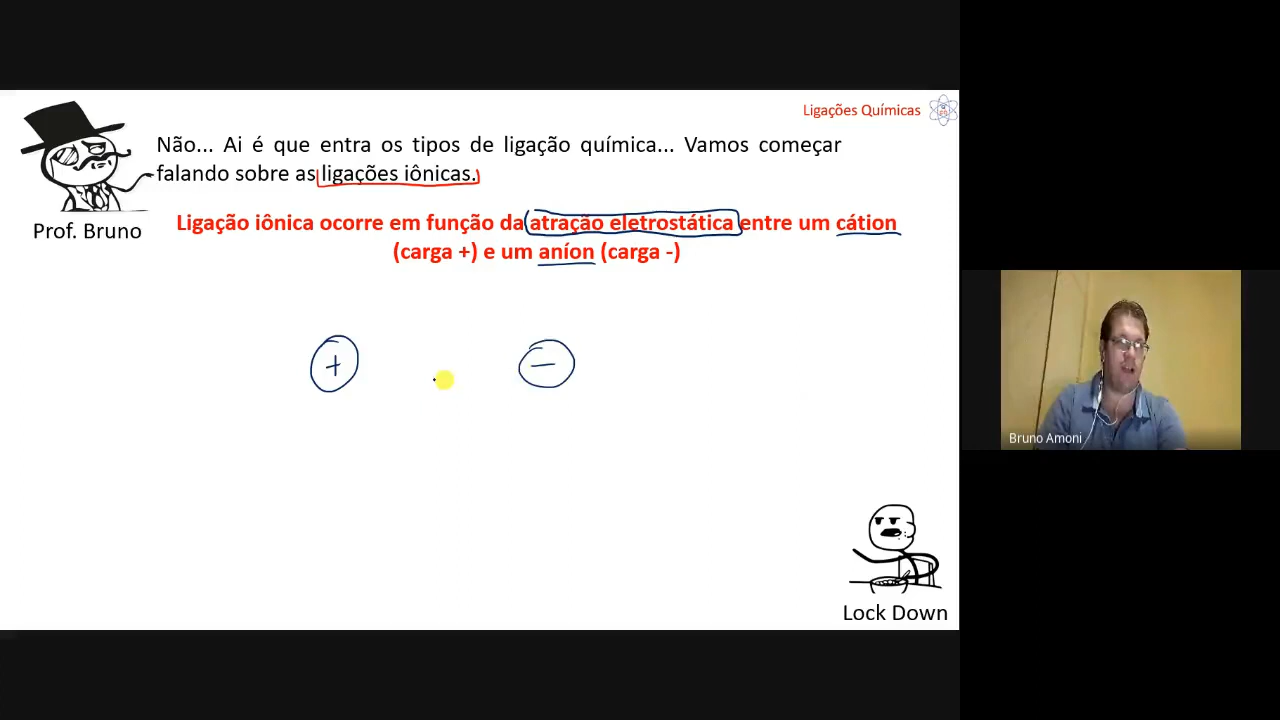 Ligações Químicas
Não... Ai é que entra os tipos de ligação química... Vamos começar
falando sobre as ligações iônicas.
Prof. Bruno
Ligação iônica ocorre em função da atração eletrostática entre um cátion
(carga +) e um aníon (carga -)
+ −
Bruno Amoni
Lock Down